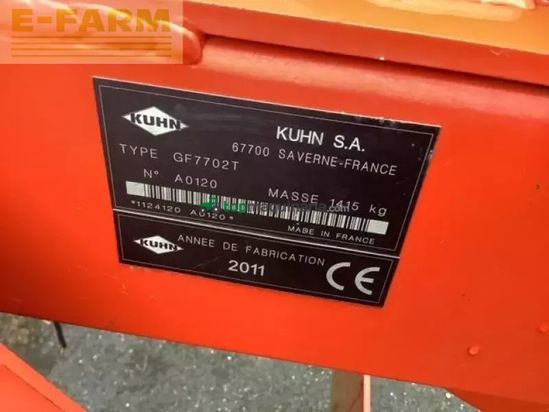 E-FARM
KUHN
KUHN S.A.
67700 SAVERNE-FRANCE
TYPE GF7702T
N° A0120
MASSE 1415 kg
*1124120 A0120*
MADE IN FRANCE
KUHN
ANNEE DE FABRICATION
2011
CE